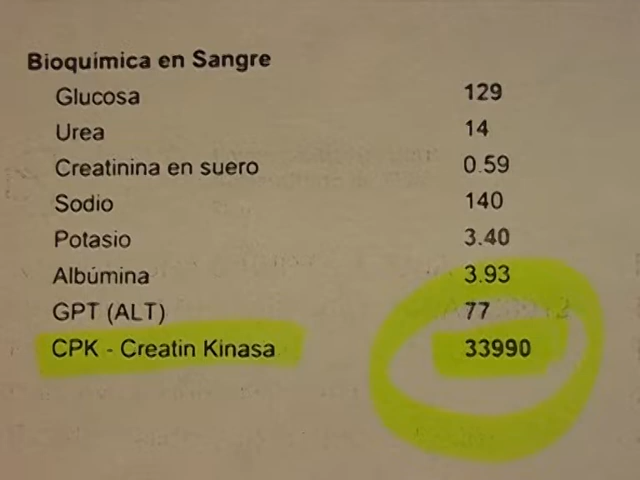 Bioquímica en Sangre
Glucosa 129
Urea 14
Creatinina en suero 0.59
Sodio 140
Potasio 3.40
Albúmina 3.93
GPT (ALT) 77
CPK - Creatin Kinasa 33990